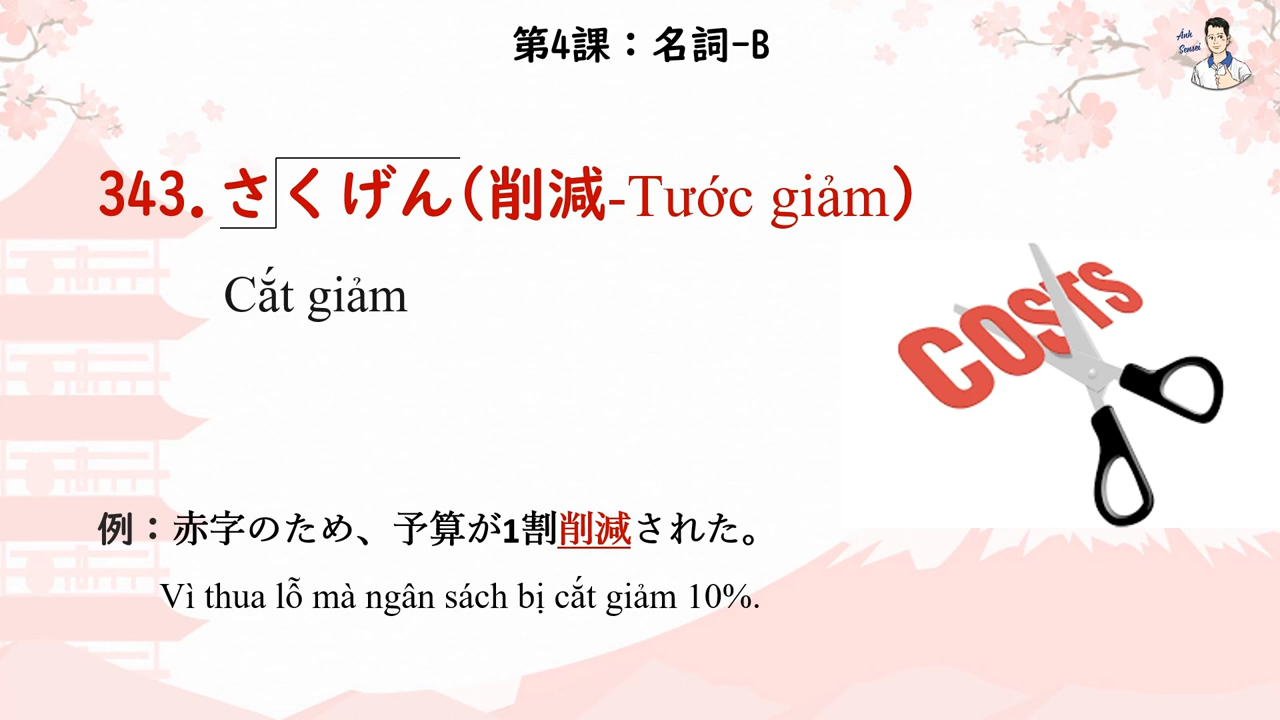 第4課：名詞-B
Anh
Sensei
343. さくげん(削減-Tước giảm)
Cắt giảm
COSTS
例：赤字のため、予算が1割削減された。
Vì thua lỗ mà ngân sách bị cắt giảm 10%.